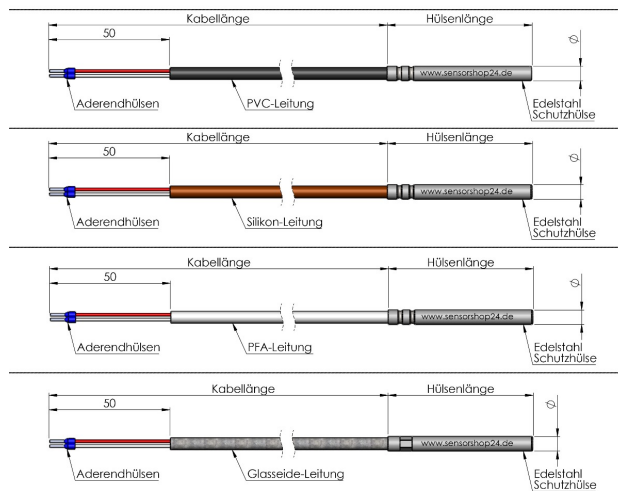 Kabellänge Hülsenlänge
50 Ø
www.sensorshop24.de
Aderendhülsen PVC-Leitung Edelstahl
Schutzhülse
Kabellänge Hülsenlänge
50 Ø
www.sensorshop24.de
Aderendhülsen Silikon-Leitung Edelstahl
Schutzhülse
Kabellänge Hülsenlänge
50 Ø
www.sensorshop24.de
Aderendhülsen PFA-Leitung Edelstahl
Schutzhülse
Kabellänge Hülsenlänge
50 Ø
www.sensorshop24.de
Aderendhülsen Glasseide-Leitung Edelstahl
Schutzhülse